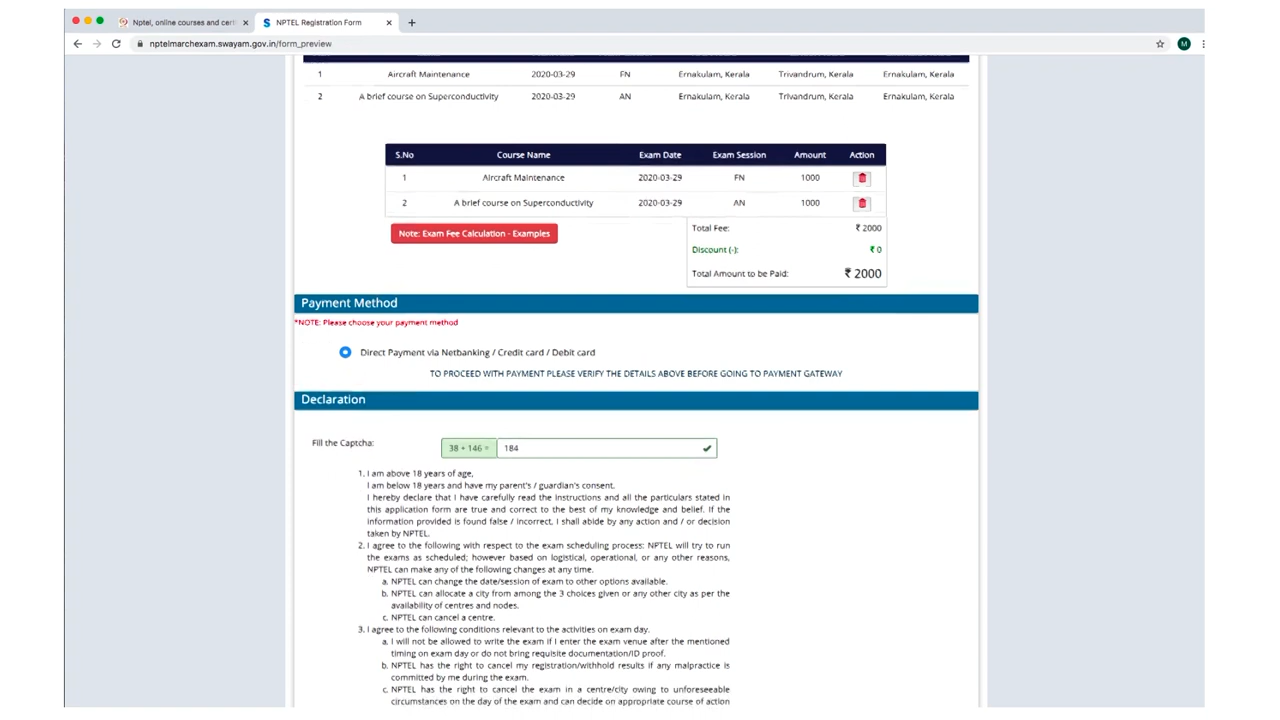 Nptel, online courses and certi
NPTEL Registration Form
nptelmarchexam.swayam.gov.in/form_preview
M
1 Aircraft Maintenance 2020-03-29 FN Ernakulam, Kerala Trivandrum, Kerala Ernakulam, Kerala
2 A brief course on Superconductivity 2020-03-29 AN Ernakulam, Kerala Trivandrum, Kerala Ernakulam, Kerala
S.No Course Name Exam Date Exam Session Amount Action
1 Aircraft Maintenance 2020-03-29 FN 1000
2 A brief course on Superconductivity 2020-03-29 AN 1000
Note: Exam Fee Calculation - Examples
Total Fee: ₹ 2000
Discount (-): ₹ 0
Total Amount to be Paid: ₹ 2000
Payment Method
*NOTE: Please choose your payment method
Direct Payment via Netbanking / Credit card / Debit card
TO PROCEED WITH PAYMENT PLEASE VERIFY THE DETAILS ABOVE BEFORE GOING TO PAYMENT GATEWAY
Declaration
Fill the Captcha: 38 + 146 = 184
1. I am above 18 years of age,
I am below 18 years and have my parent's / guardian's consent.
I hereby declare that I have carefully read the instructions and all the particulars stated in
this application form are true and correct to the best of my knowledge and belief. If the
information provided is found false / incorrect, I shall abide by any action and / or decision
taken by NPTEL.
2. I agree to the following with respect to the exam scheduling process: NPTEL will try to run
the exams as scheduled; however based on logistical, operational, or any other reasons,
NPTEL can make any of the following changes at any time.
a. NPTEL can change the date/session of exam to other options available.
b. NPTEL can allocate a city from among the 3 choices given or any other city as per the
availability of centres and nodes.
c. NPTEL can cancel a centre.
3. I agree to the following conditions relevant to the activities on exam day.
a. I will not be allowed to write the exam if I enter the exam venue after the mentioned
timing on exam day or do not bring requisite documentation/ID proof.
b. NPTEL has the right to cancel my registration/withhold results if any malpractice is
committed by me during the exam.
c. NPTEL has the right to cancel the exam in a centre/city owing to unforeseeable
circumstances on the day of the exam and can decide on appropriate course of action